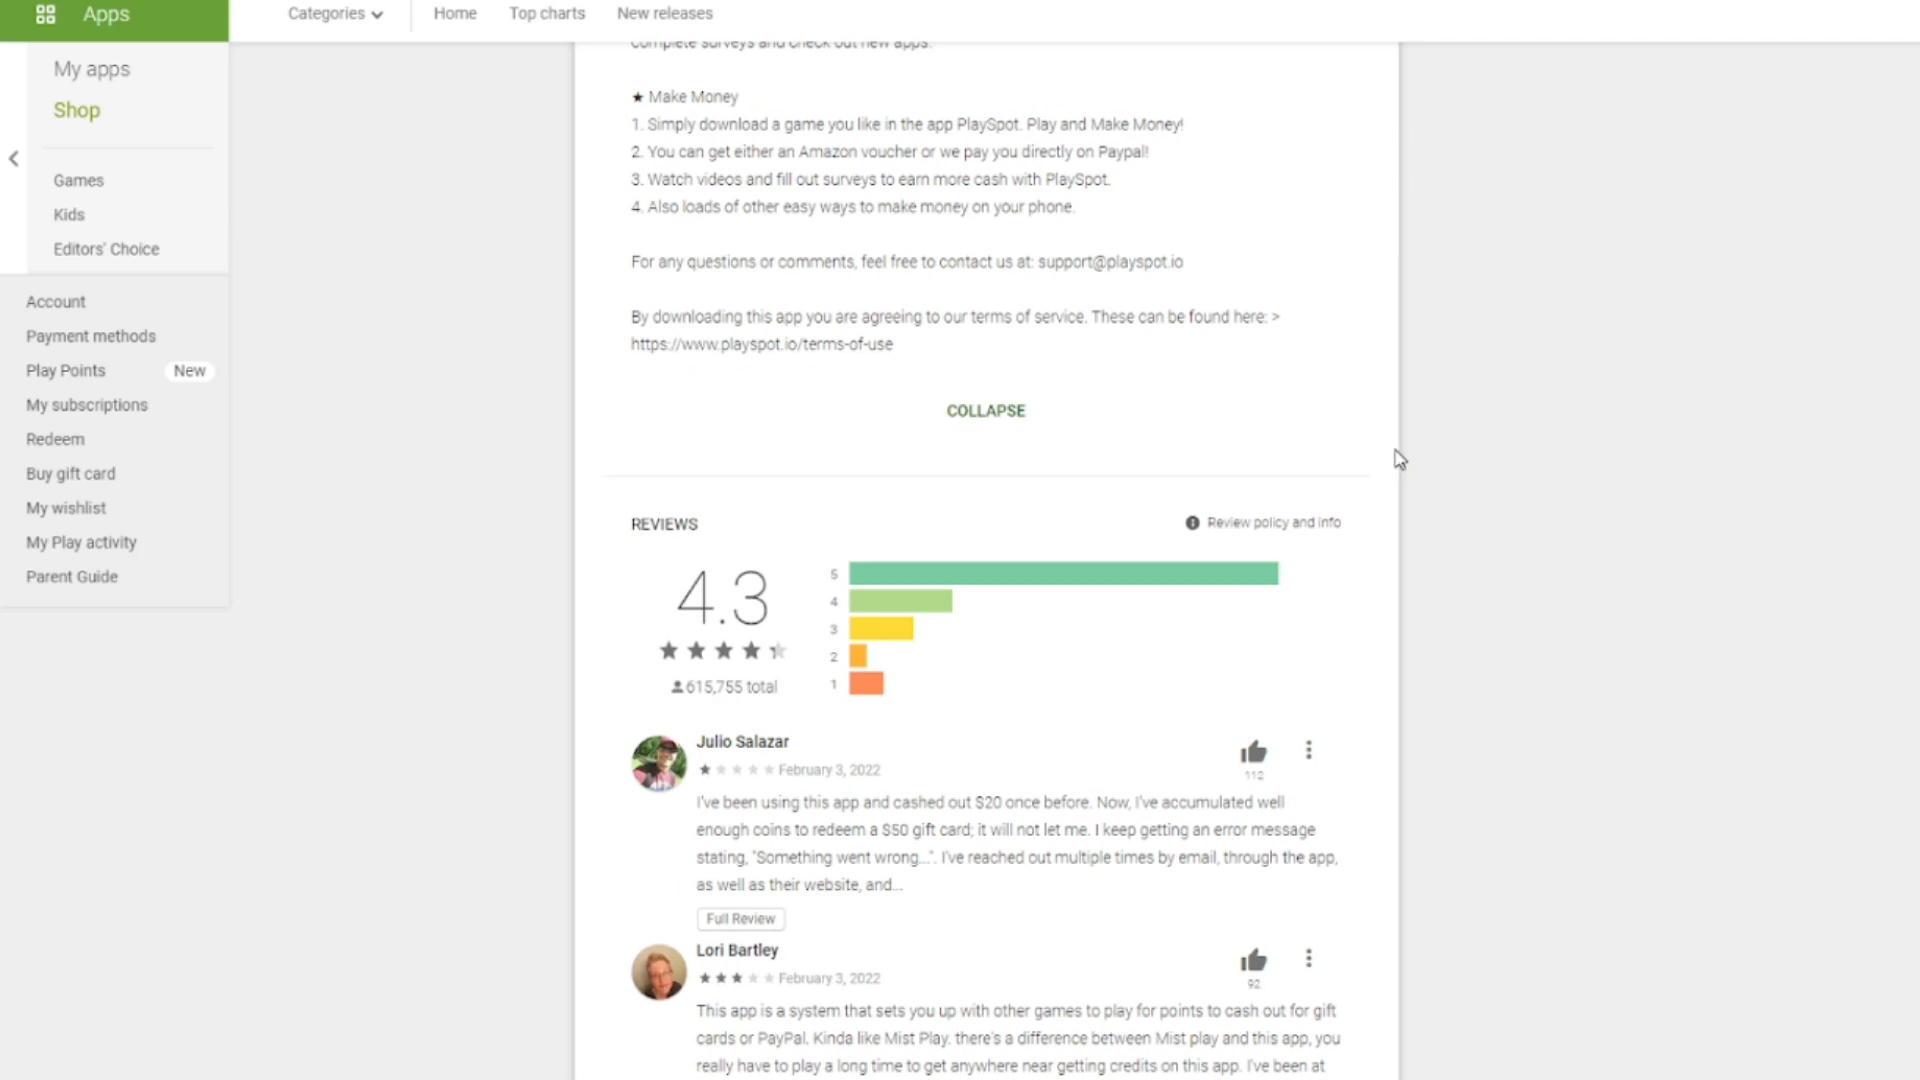 Apps
Categories
Home
Top charts
New releases
My apps
Shop
Games
Kids
Editors' Choice
Account
Payment methods
Play Points New
My subscriptions
Redeem
Buy gift card
My wishlist
My Play activity
Parent Guide
Complete surveys and check out new apps.
★ Make Money
1. Simply download a game you like in the app PlaySpot. Play and Make Money!
2. You can get either an Amazon voucher or we pay you directly on Paypal!
3. Watch videos and fill out surveys to earn more cash with PlaySpot.
4. Also loads of other easy ways to make money on your phone.
For any questions or comments, feel free to contact us at: support@playspot.io
By downloading this app you are agreeing to our terms of service. These can be found here: >
https://www.playspot.io/terms-of-use
COLLAPSE
REVIEWS
Review policy and info
4.3
615,755 total
5
4
3
2
1
Julio Salazar
February 3, 2022
112
I've been using this app and cashed out $20 once before. Now, I've accumulated well
enough coins to redeem a $50 gift card; it will not let me. I keep getting an error message
stating, "Something went wrong...". I've reached out multiple times by email, through the app,
as well as their website, and...
Full Review
Lori Bartley
February 3, 2022
92
This app is a system that sets you up with other games to play for points to cash out for gift
cards or PayPal. Kinda like Mist Play. there's a difference between Mist play and this app, you
really have to play a long time to get anywhere near getting credits on this app. I've been at